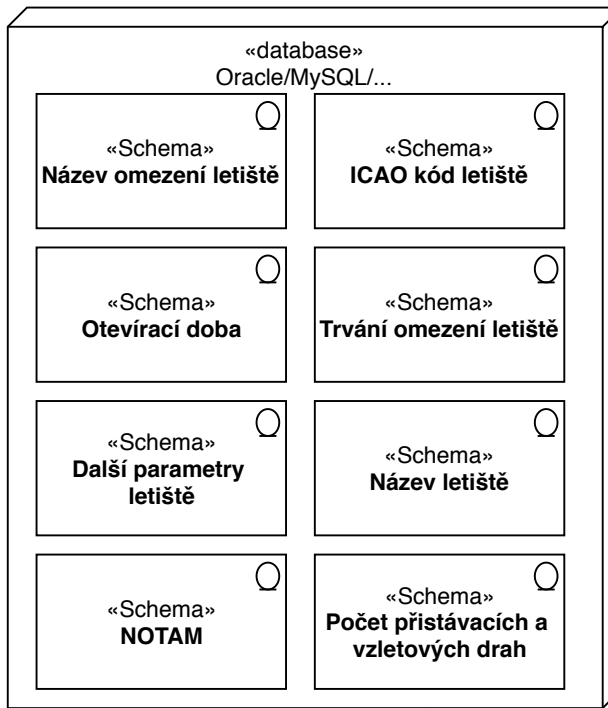 «database»
Oracle/MySQL/...
«Schema»
Název omezení letiště
«Schema»
ICAO kód letiště
«Schema»
Otevírací doba
«Schema»
Trvání omezení letiště
«Schema»
Další parametry
letiště
«Schema»
Název letiště
«Schema»
NOTAM
«Schema»
Počet přistávacích a
vzletových drah